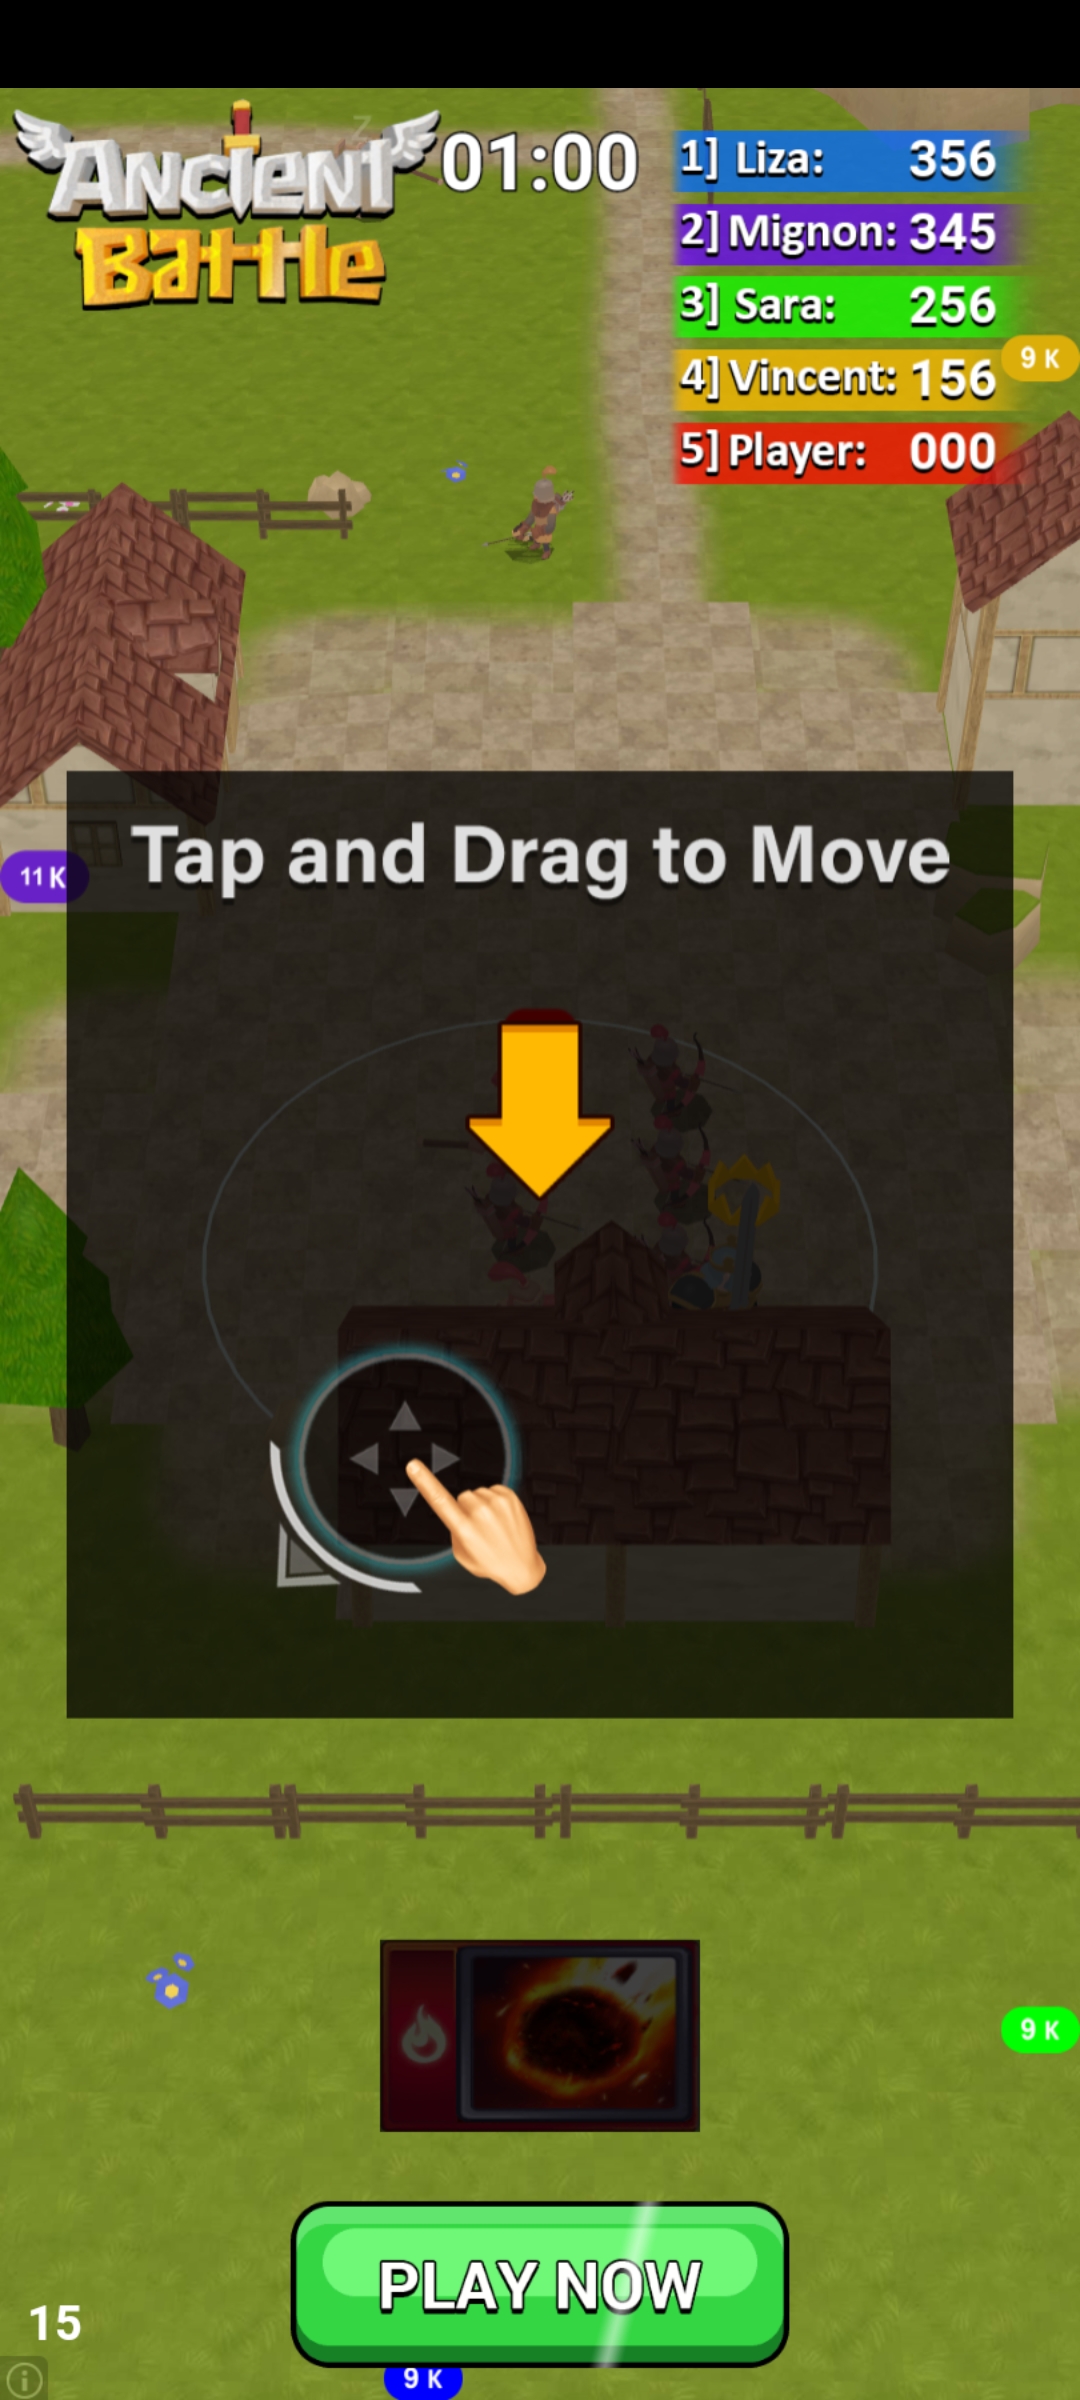 Ancient
Battle
01:00
1] Liza: 356
2] Mignon: 345
3] Sara: 256
4] Vincent: 156
5] Player: 000
9 K
11 K
Tap and Drag to Move
9 K
PLAY NOW
15
9 K